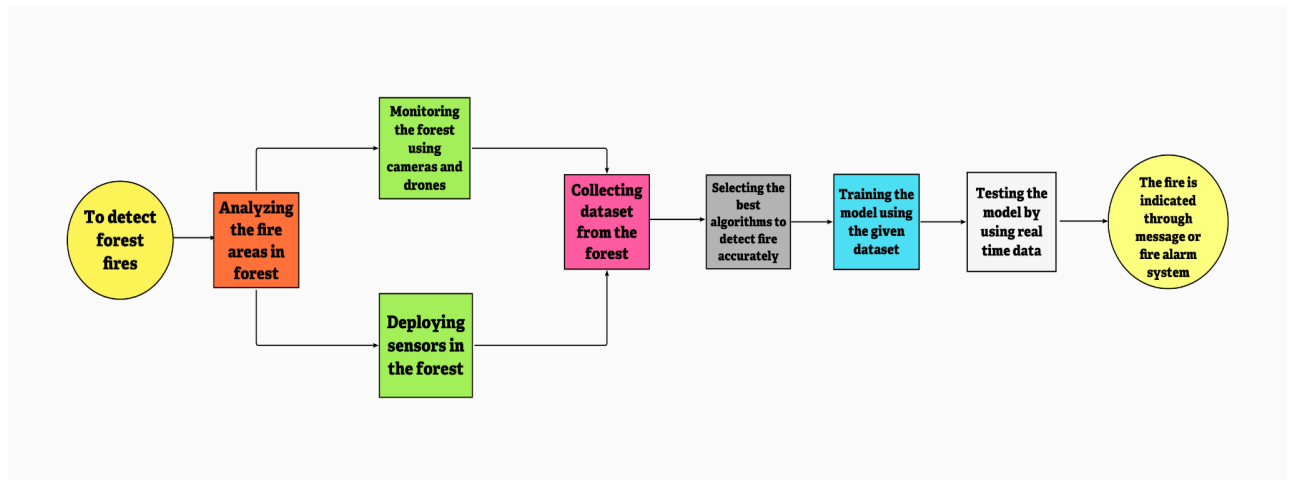 To detect
forest
fires
Analyzing
the fire
areas in
forest
Monitoring
the forest
using
cameras and
drones
Deploying
sensors in
the forest
Collecting
dataset
from the
forest
Selecting the
best
algorithms to
detect fire
accurately
Training the
model using
the given
dataset
Testing the
model by
using real
time data
The fire is
indicated
through
message or
fire alarm
system